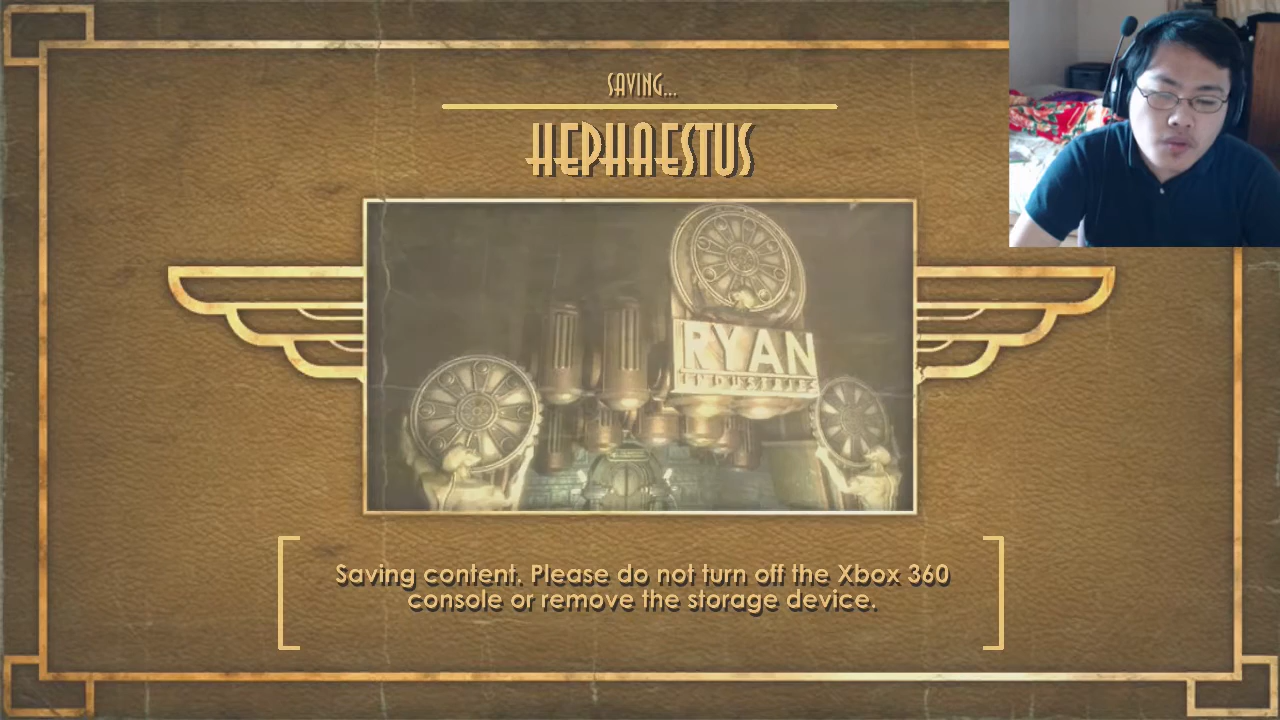 SAVING...
HEPHAESTUS
RYAN
INDUSTRIES
Saving content. Please do not turn off the Xbox 360
console or remove the storage device.